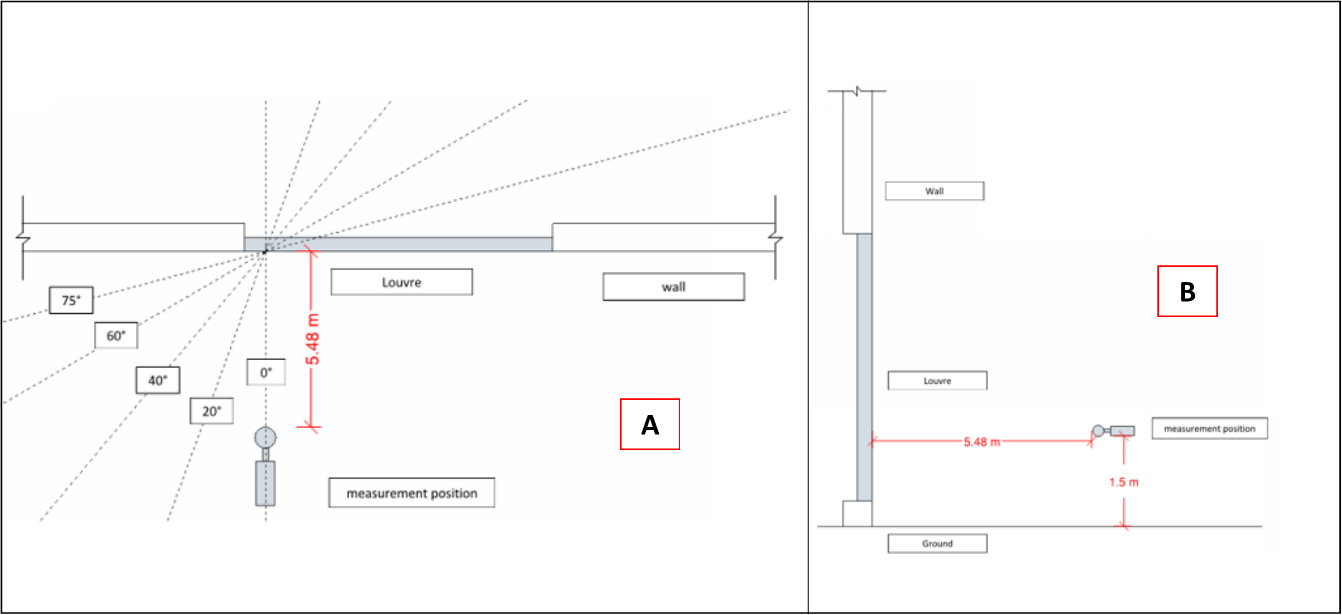 Louvre
wall
75°
5.48 m
60°
0°
40°
20°
A
measurement position
Wall
B
Louvre
measurement position
5.48 m
1.5 m
Ground